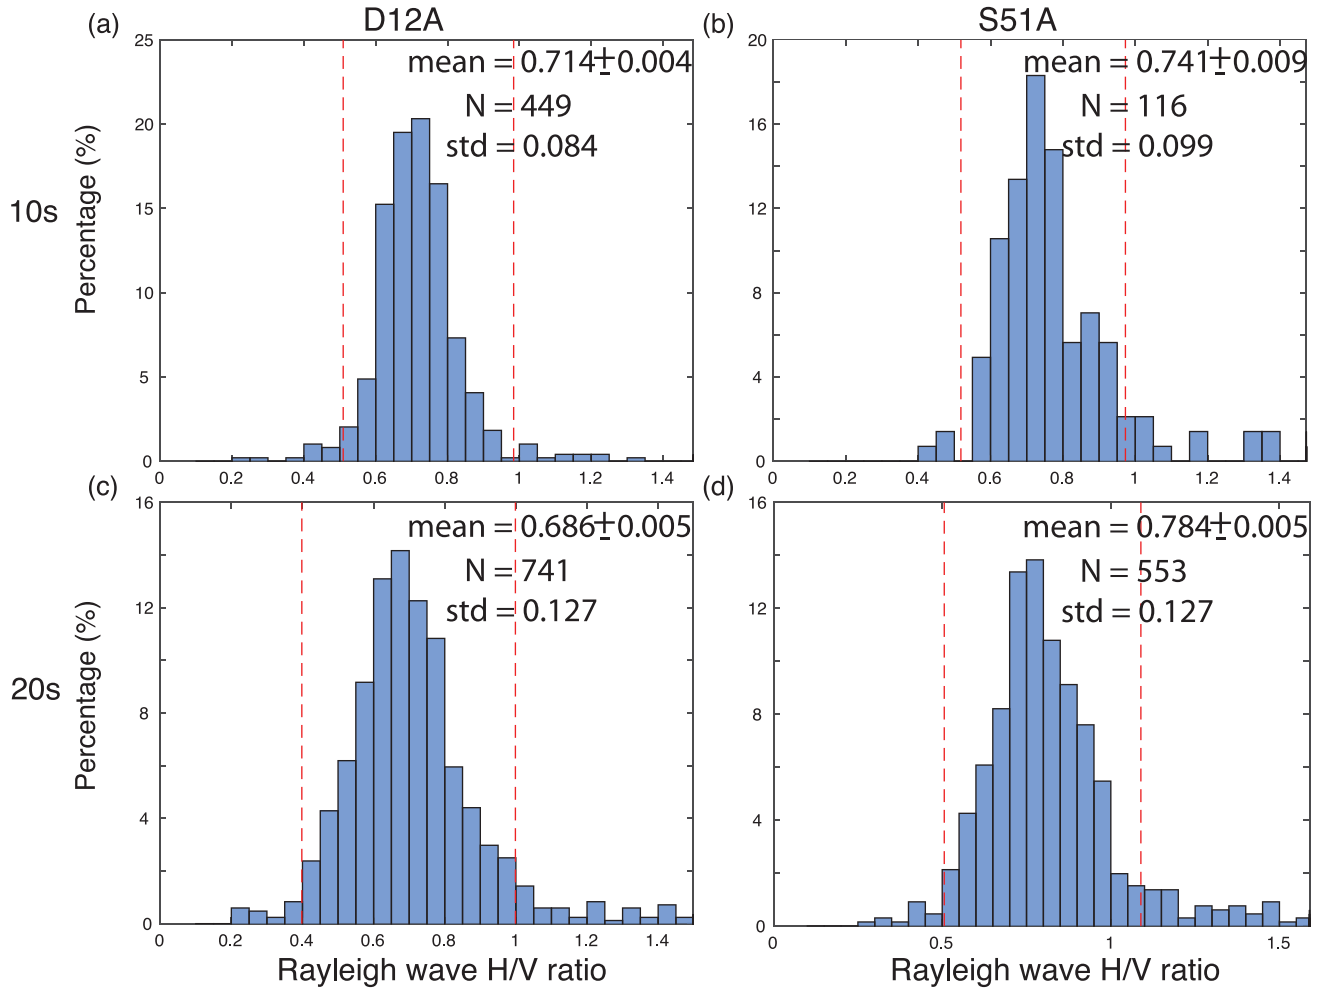 (a)
D12A
(b)
S51A
10s
Percentage (%)
25
20
15
10
5
0
mean = 0.714±0.004
N = 449
std = 0.084
0 0.2 0.4 0.6 0.8 1 1.2 1.4
20
16
12
8
4
0
mean = 0.741±0.009
N = 116
std = 0.099
0 0.2 0.4 0.6 0.8 1 1.2 1.4
(c)
20s
Percentage (%)
16
12
8
4
0
mean = 0.686±0.005
N = 741
std = 0.127
0 0.2 0.4 0.6 0.8 1 1.2 1.4
Rayleigh wave H/V ratio
(d)
16
12
8
4
0
mean = 0.784±0.005
N = 553
std = 0.127
0 0.5 1 1.5
Rayleigh wave H/V ratio